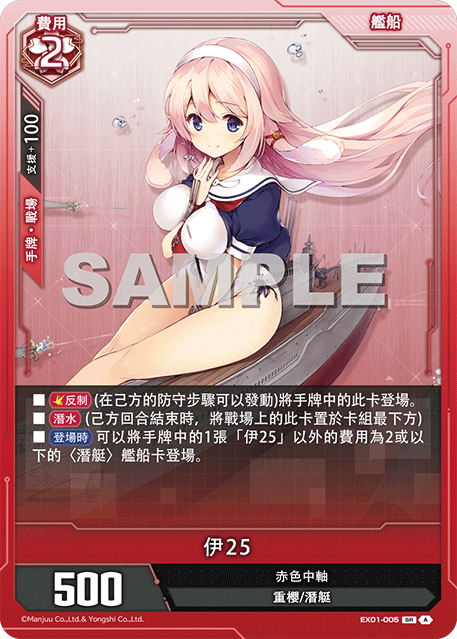 費用
2
艦船
支援+100
手牌・戰場
SAMPLE
■ 反制 (在己方的防守步驟可以發動)將手牌中的此卡登場。
■ 潛水 (己方回合結束時，將戰場上的此卡置於卡組最下方)
■ 登場時 可以將手牌中的1張「伊25」以外的費用為2或以
下的〈潛艇〉艦船卡登場。
伊25
500
赤色中軸
重櫻/潛艇
©Manjuu Co.,Ltd.& Yongshi Co.,Ltd. EX01-005 SR A